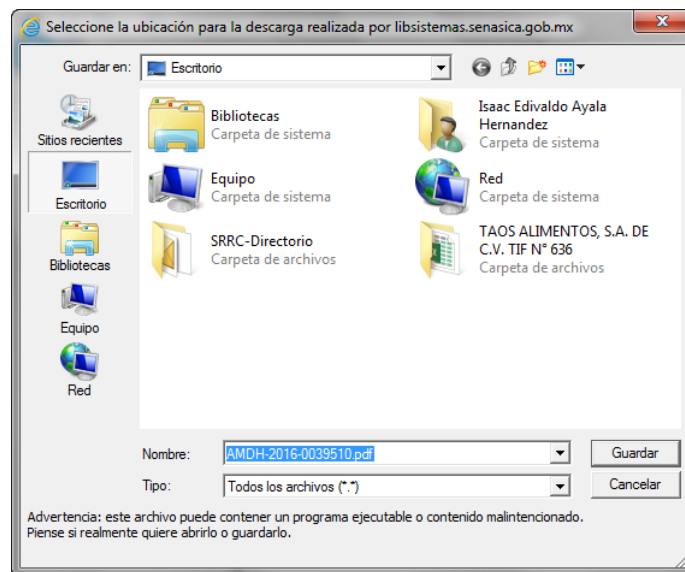 Seleccione la ubicación para la descarga realizada por libsistemas.senasica.gob.mx
Guardar en:
Escritorio
Sitios recientes
Escritorio
Bibliotecas
Equipo
Red
Bibliotecas
Carpeta de sistema
Isaac Edivaldo Ayala
Hernandez
Carpeta de sistema
Equipo
Carpeta de sistema
Red
Carpeta de sistema
SRRC-Directorio
Carpeta de archivos
TAOS ALIMENTOS, S.A. DE
C.V. TIF N° 636
Carpeta de archivos
Nombre:
AMDH-2016-0039510.pdf
Guardar
Tipo:
Todos los archivos (*.*)
Cancelar
Advertencia: este archivo puede contener un programa ejecutable o contenido malintencionado.
Piense si realmente quiere abrirlo o guardarlo.